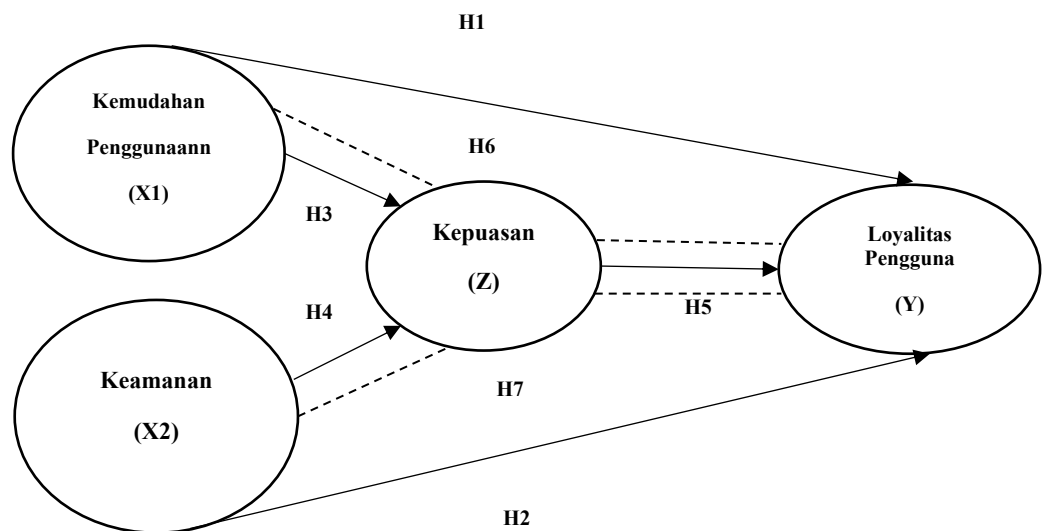 H1
Kemudahan
Penggunaann
(X1)
H6
H3
Kepuasan
(Z)
Loyalitas
Pengguna
(Y)
H4
H5
Keamanan
(X2)
H7
H2